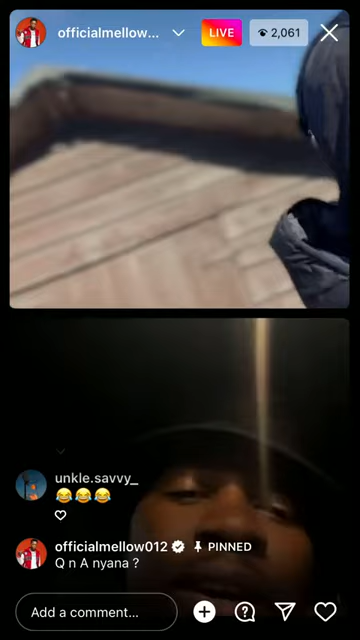 officialmellow...
LIVE
2,061
unkle.savvy_
😂😂😂
officialmellow012 PINNED
Q n A nyana ?
Add a comment...